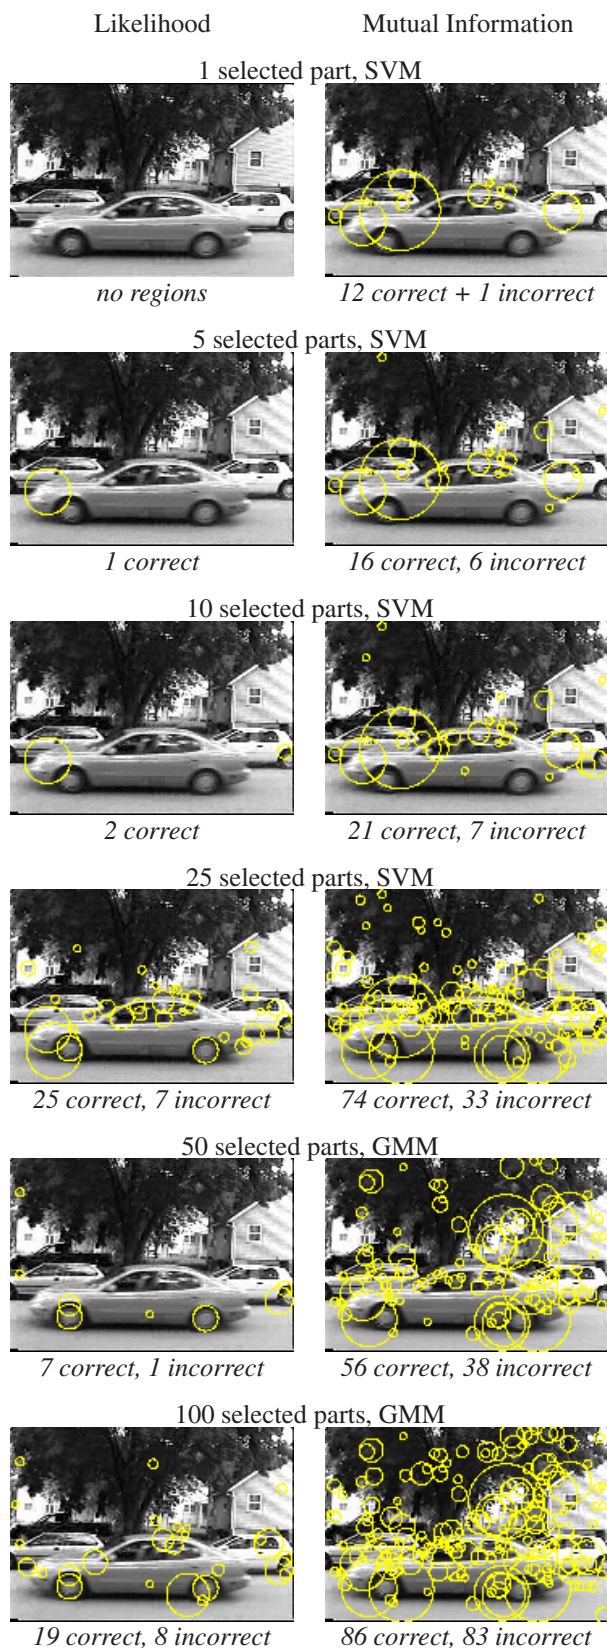 Likelihood Mutual Information
1 selected part, SVM
no regions 12 correct + 1 incorrect
5 selected parts, SVM
1 correct 16 correct, 6 incorrect
10 selected parts, SVM
2 correct 21 correct, 7 incorrect
25 selected parts, SVM
25 correct, 7 incorrect 74 correct, 33 incorrect
50 selected parts, GMM
7 correct, 1 incorrect 56 correct, 38 incorrect
100 selected parts, GMM
19 correct, 8 incorrect 86 correct, 83 incorrect